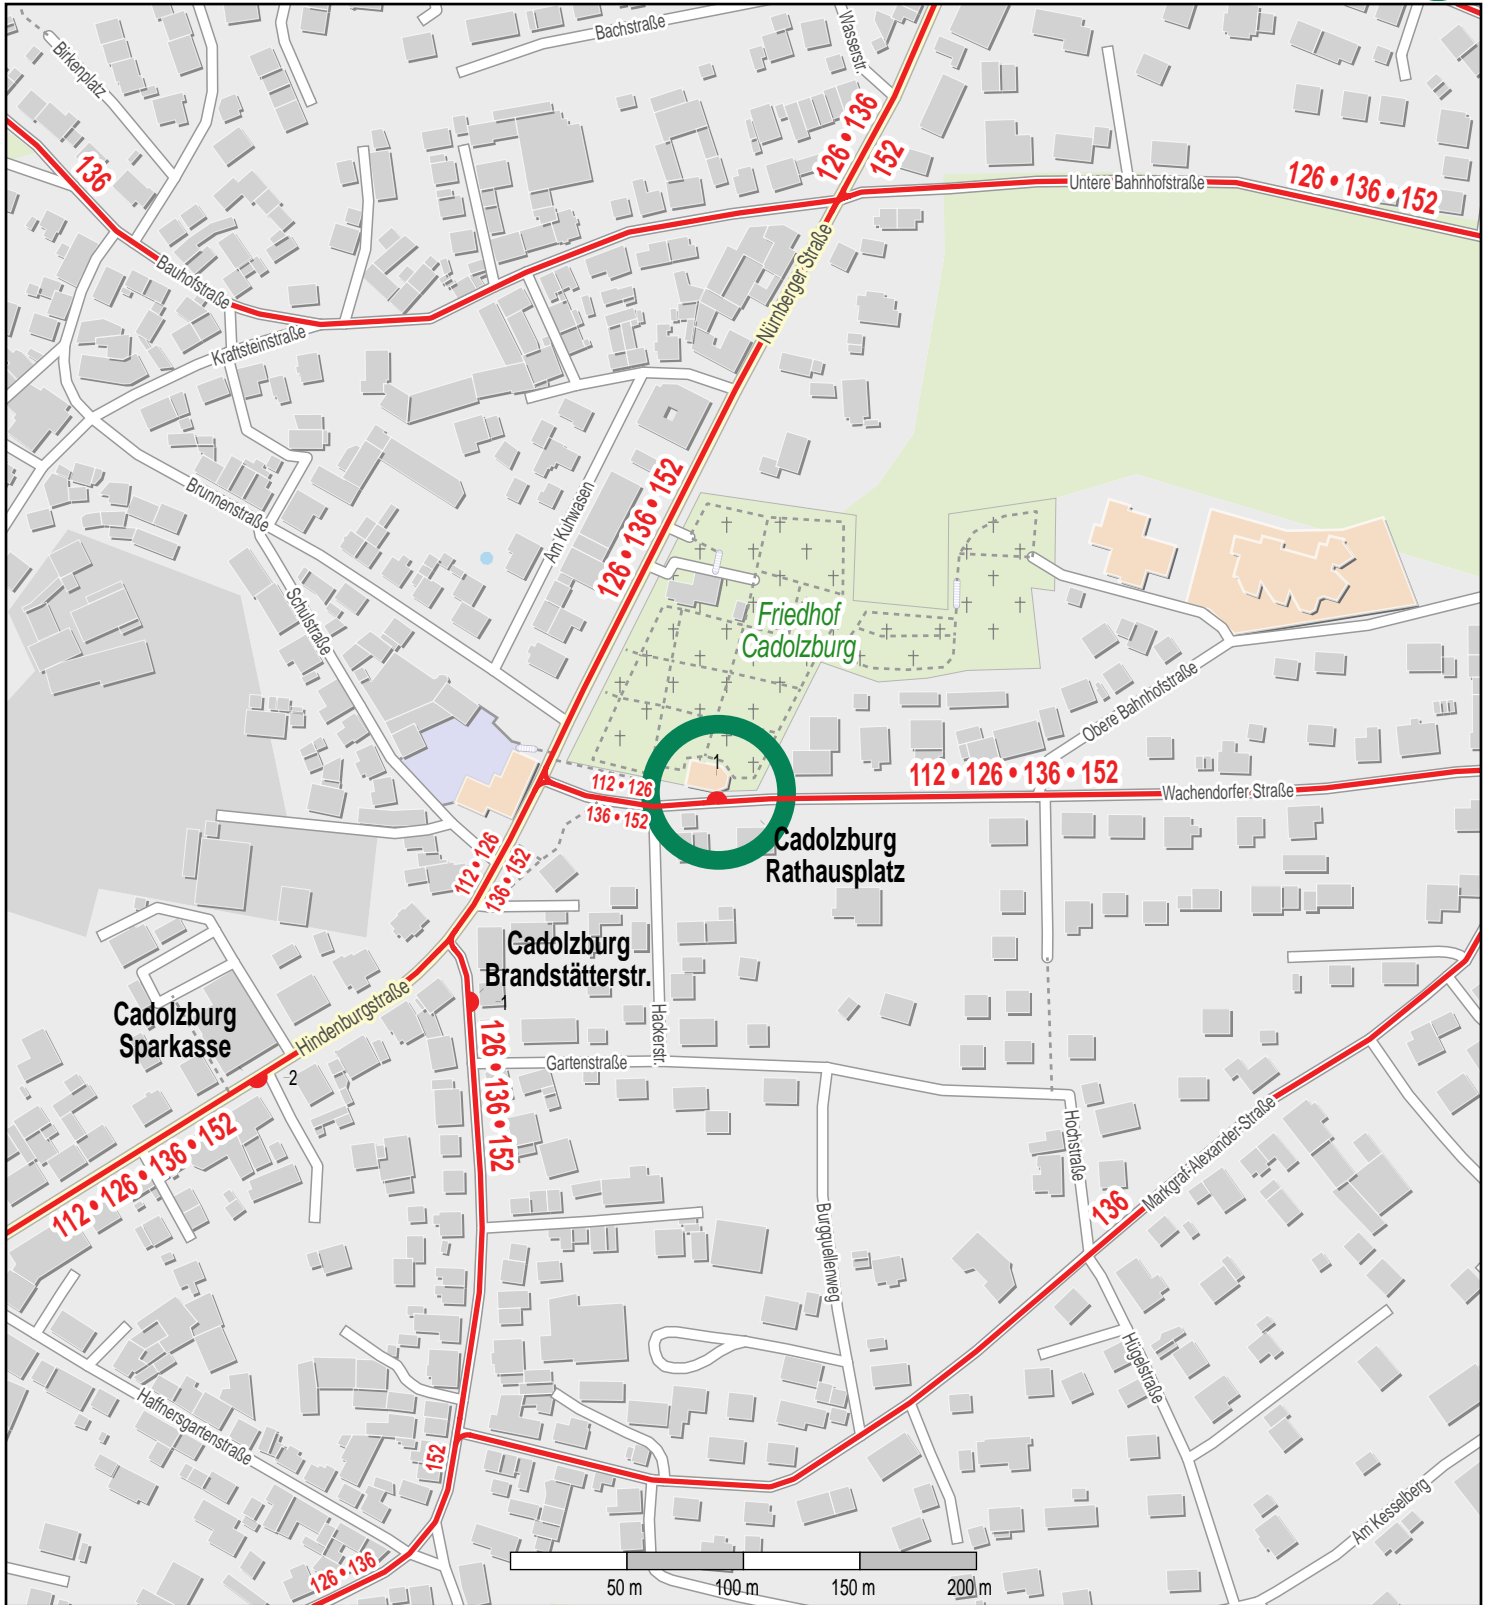 Bachstraße
Wasserstr.
Birkenplatz
126 • 136
152
136
Untere Bahnhofstraße
126 • 136 • 152
Nürnberger Straße
Bauhofstraße
Kraftsteinstraße
126 • 136 • 152
Brunnenstraße
Am Kuhwasen
Schulstraße
Friedhof
Cadolzburg
Obere Bahnhofstraße
1
112 • 126
136 • 152
112 • 126 • 136 • 152
Wachendorfer Straße
Cadolzburg
Rathausplatz
112 • 126
136 • 152
Cadolzburg
Brandstätterstr.
1
Cadolzburg
Sparkasse
Hindenburgstraße
2
Hackerstr.
126 • 136 • 152
Gartenstraße
112 • 126 • 136 • 152
Hochstraße
Markgraf-Alexander-Straße
136
Burgquellenweg
Hügelstraße
Haffnersgartenstraße
152
Am Kesselberg
126 • 136
50 m
100 m
150 m
200 m